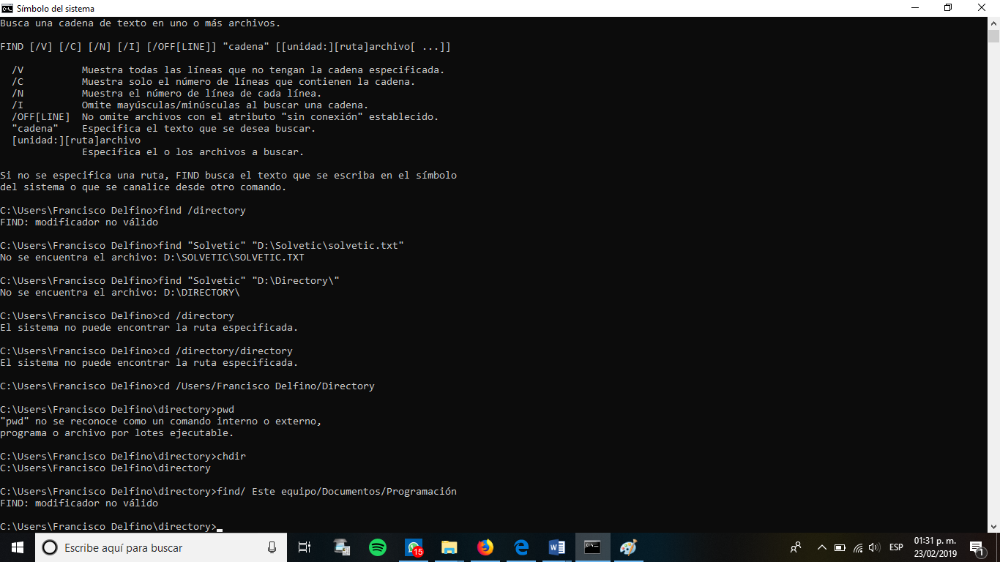 Símbolo del sistema
Busca una cadena de texto en uno o más archivos.
FIND [/V] [/C] [/N] [/I] [/OFF[LINE]] "cadena" [[unidad:][ruta]archivo[ ...]]
/V Muestra todas las líneas que no tengan la cadena especificada.
/C Muestra solo el número de líneas que contienen la cadena.
/N Muestra el número de línea de cada línea.
/I Omite mayúsculas/minúsculas al buscar una cadena.
/OFF[LINE] No omite archivos con el atributo "sin conexión" establecido.
"cadena" Especifica el texto que se desea buscar.
[unidad:][ruta]archivo
Especifica el o los archivos a buscar.
Si no se especifica una ruta, FIND busca el texto que se escriba en el símbolo
del sistema o que se canalice desde otro comando.
C:\Users\Francisco Delfino>find /directory
FIND: modificador no válido
C:\Users\Francisco Delfino>find "Solvetic" "D:\Solvetic\solvetic.txt"
No se encuentra el archivo: D:\SOLVETIC\SOLVETIC.TXT
C:\Users\Francisco Delfino>find "Solvetic" "D:\Directory\"
No se encuentra el archivo: D:\DIRECTORY\
C:\Users\Francisco Delfino>cd /directory
El sistema no puede encontrar la ruta especificada.
C:\Users\Francisco Delfino>cd /directory/directory
El sistema no puede encontrar la ruta especificada.
C:\Users\Francisco Delfino>cd /Users/Francisco Delfino/Directory
C:\Users\Francisco Delfino\directory>pwd
"pwd" no se reconoce como un comando interno o externo,
programa o archivo por lotes ejecutable.
C:\Users\Francisco Delfino\directory>chdir
C:\Users\Francisco Delfino\directory
C:\Users\Francisco Delfino\directory>find/ Este equipo/Documentos/Programación
FIND: modificador no válido
C:\Users\Francisco Delfino\directory>
Escribe aquí para buscar
15
ESP
01:31 p. m.
23/02/2019
1